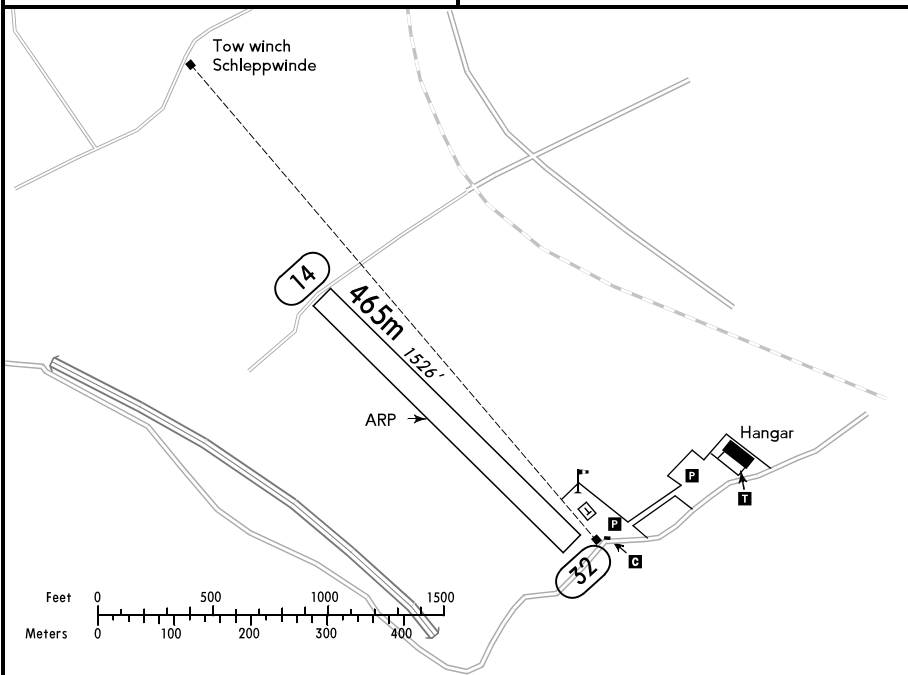 Tow winch
Schleppwinde
14
465m
1526'
ARP
Hangar
P
T
T
P
C
32
Feet 0 500 1000 1500
Meters 0 100 200 300 400